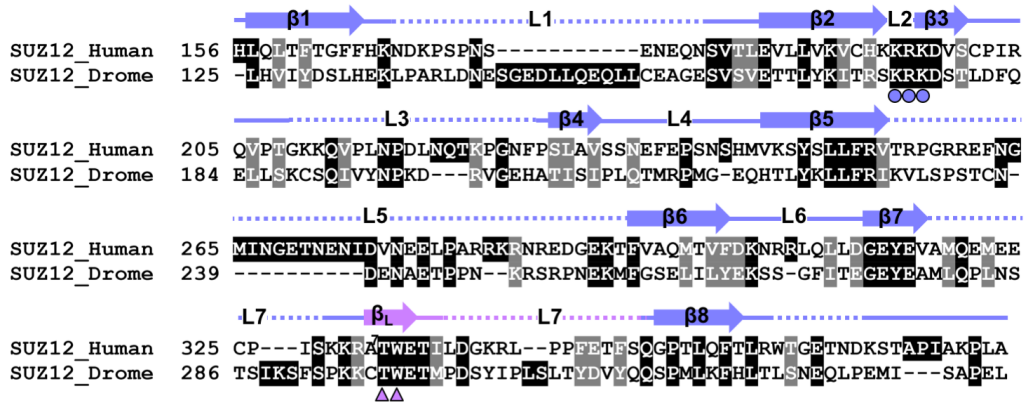 β1 L1 β2 L2 β3
SUZ12_Human 156 HLQLTFTGFFHKNDKPSPNS-----------ENEQNSVTLEVLLVKVCHKKRKDVSCPIR
SUZ12_Drome 125 -LHVIYDSLHEKLPARLDNESGEDLLQEQLLCEAGESVSVETTLYKITRSKRKDSTLDFQ
L3 β4 L4 β5
SUZ12_Human 205 QVPTGKKQVPLNPDLNQTKPGNFPSLAVSSNEFEPSNSHMVKSYSLLFRVTRPGRREFNG
SUZ12_Drome 184 ELLSKCSQIVYNPKD---RVGEHATISIPLQTMRPMG-EQHTLYKLLFRIKVLSPSTCN-
L5 β6 L6 β7
SUZ12_Human 265 MINGETNENIDVNEELPARRKRNREDGEKTFVAQMTVFDKNRRLQLLDGEYEVAMQEMEE
SUZ12_Drome 239 ----------DENAETPPN--KRSRPNEKMFGSELILYEKSS-GFITEGEYEAMLQPLNS
L7 βL L7 β8
SUZ12_Human 325 CP---ISKKRATWETILDGKRL--PPFETFSQGPTLQFTLRWTGETNDKSTAPIAKPLA
SUZ12_Drome 286 TSIKSFSPKKCTWETMPDSYIPLSLTYDVYQQSPMLKFHLTLSNEQLPEMI---SAPEL